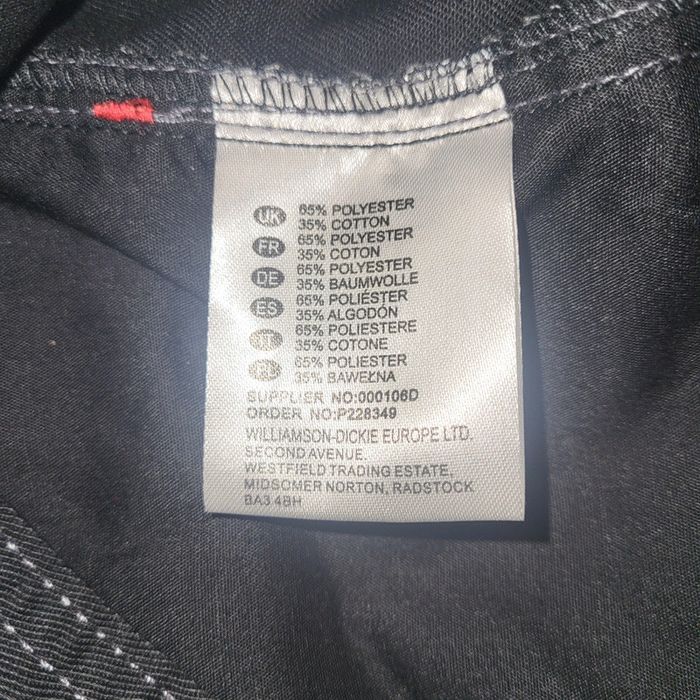 UK 65% POLYESTER
35% COTTON
FR 65% POLYESTER
35% COTON
DE 65% POLYESTER
35% BAUMWOLLE
ES 65% POLIÉSTER
35% ALGODÓN
IT 65% POLIESTERE
35% COTONE
PL 65% POLIESTER
35% BAWEŁNA
SUPPLIER NO:000106D
ORDER NO:P228349
WILLIAMSON-DICKIE EUROPE LTD.
SECOND AVENUE.
WESTFIELD TRADING ESTATE,
MIDSOMER NORTON, RADSTOCK
BA3 4BH